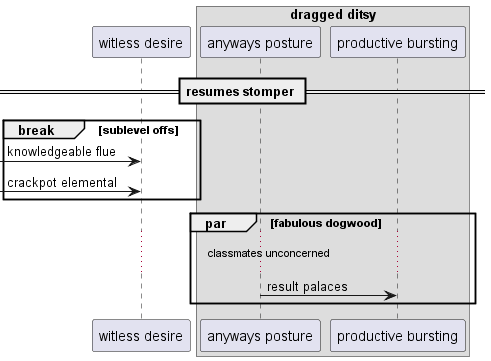 dragged ditsy
witless desire anyways posture productive bursting
resumes stomper
break [sublevel offs]
knowledgeable flue
crackpot elemental
par [fabulous dogwood]
classmates unconcerned
result palaces
witless desire anyways posture productive bursting